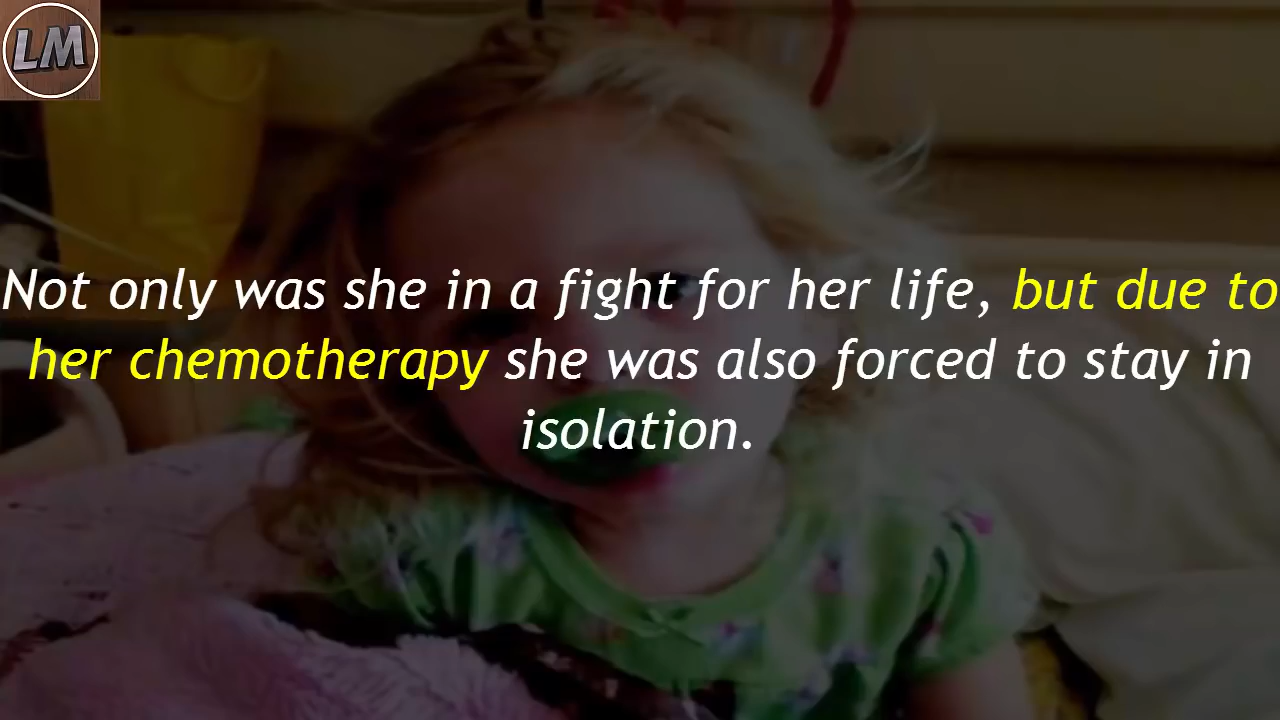 LM
Not only was she in a fight for her life, but due to
her chemotherapy she was also forced to stay in
isolation.